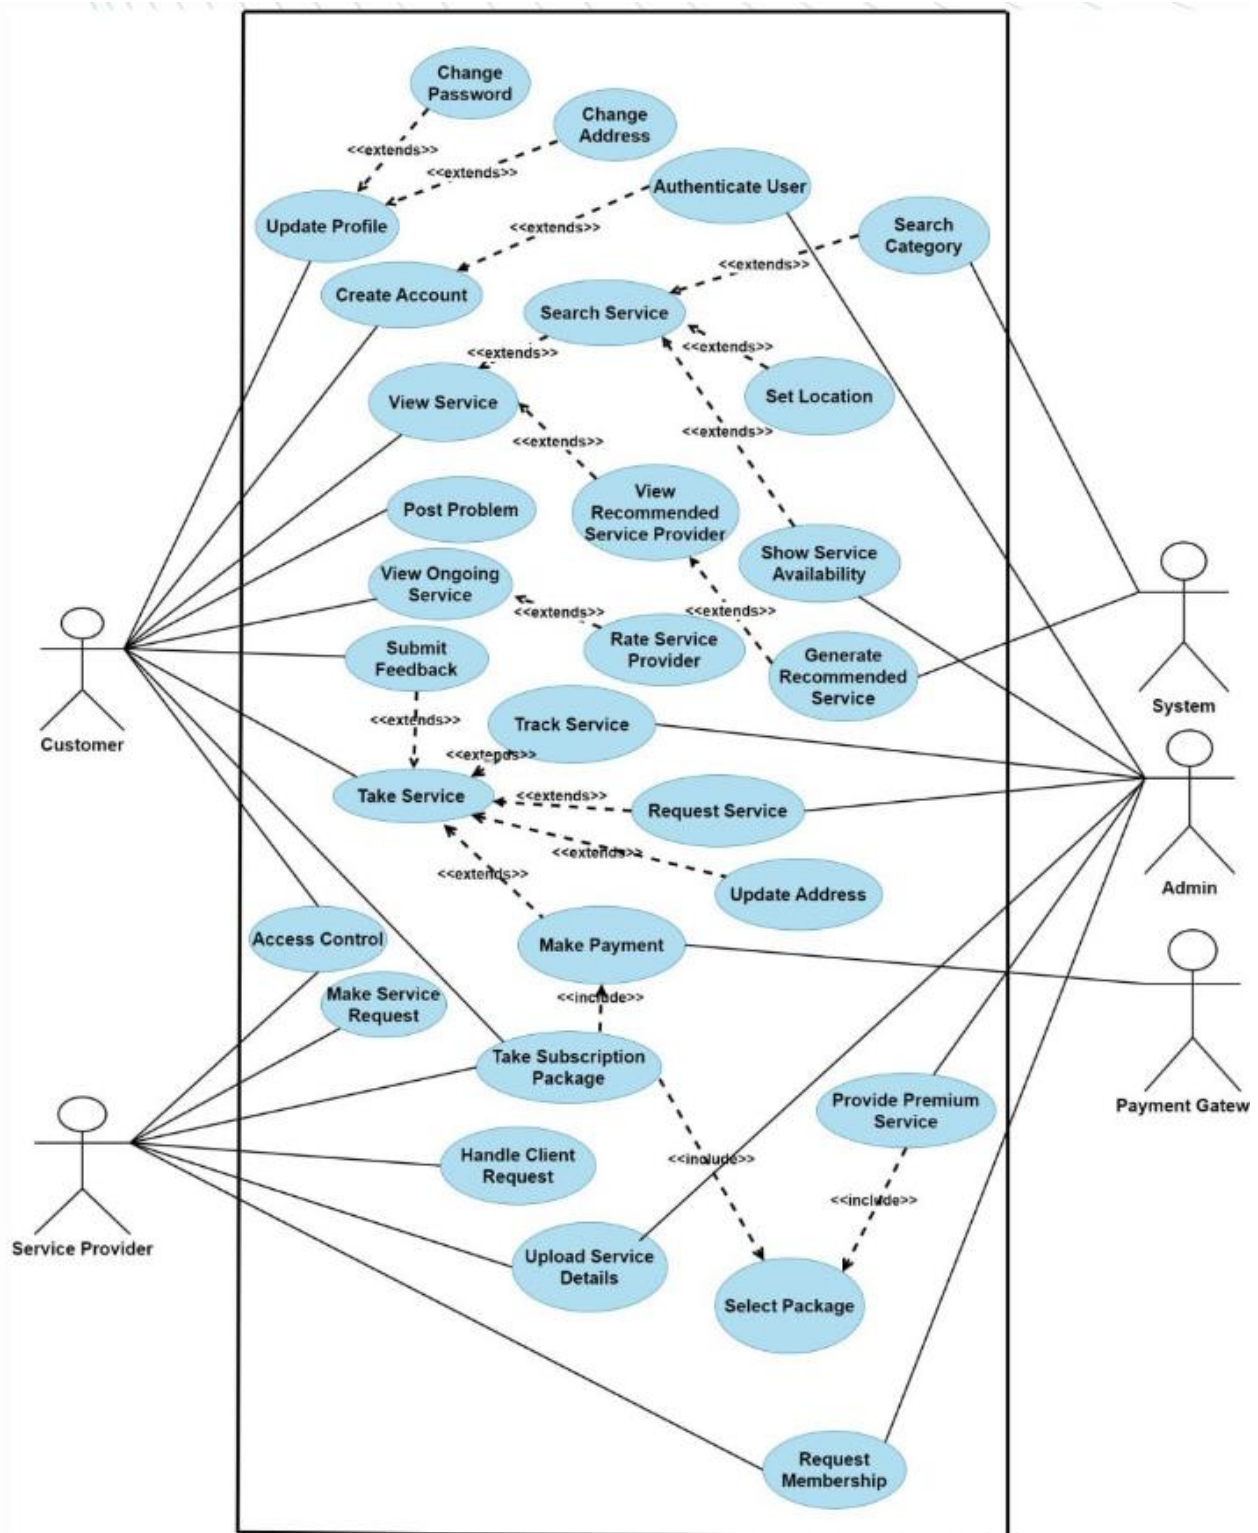 Change
Password
Change
Address
<<extends>>
<<extends>>
Authenticate User
Update Profile
<<extends>>
Search
Category
<<extends>>
Create Account
Search Service
<<extends>>
<<extends>>
View Service
Set Location
<<extends>>
<<extends>>
Post Problem
View
Recommended
Service Provider
Show Service
Availability
View Ongoing
Service
<<extends>>
<<extends>>
Rate Service
Provider
Submit
Feedback
Generate
Recommended
Service
System
Customer
<<extends>>
Track Service
<<extends>>
Take Service
<<extends>>
Request Service
<<extends>>
<<extends>>
Update Address
Admin
Access Control
Make Payment
Make Service
Request
<<include>>
Take Subscription
Package
Provide Premium
Service
Payment Gatew
Handle Client
Request
<<include>>
<<include>>
Service Provider
Upload Service
Details
Select Package
Request
Membership